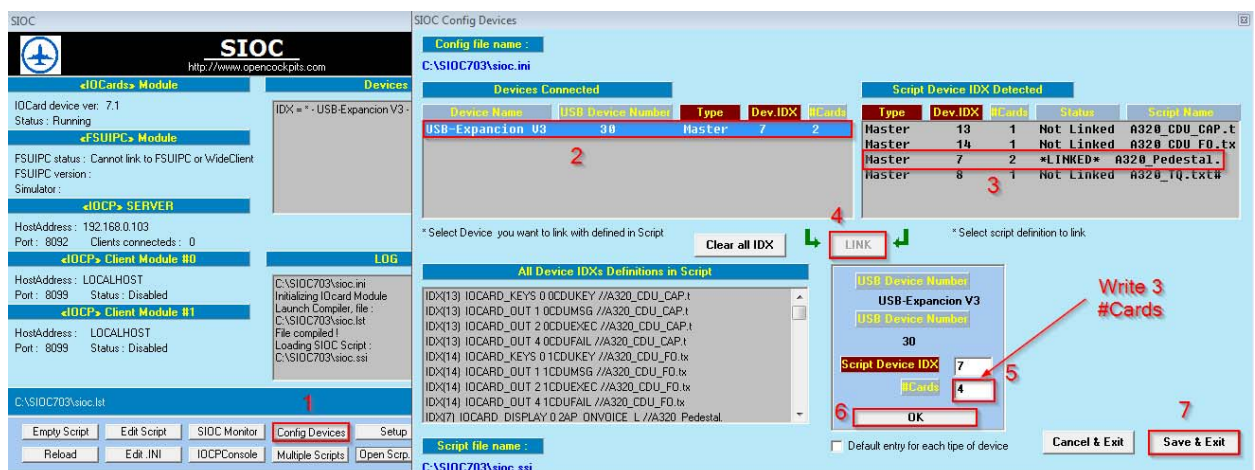 SIOC
SIOC
http://www.opencockpits.com
«IOCards» Module
IOCard device ver: 7.1
Status : Running
«FSUIPC» Module
FSUIPC status : Cannot link to FSUIPC or WideClient
FSUIPC version :
Simulator :
«IOCP» SERVER
HostAddress : 192.168.0.103
Port : 8092 Clients connecteds : 0
«IOCP» Client Module #0
HostAddress : LOCALHOST
Port : 8099 Status : Disabled
«IOCP» Client Module #1
HostAddress : LOCALHOST
Port : 8099 Status : Disabled
Devices
IDX = * - USB-Expancion V3 -
LOG
C:\SIOC703\sioc.ini
Initializing IOcard Module
Launch Compiler, file :
C:\SIOC703\sioc.lst
File compiled !
Loading SIOC Script :
C:\SIOC703\sioc.ssi
C:\SIOC703\sioc.lst
1
Empty Script Edit Script SIOC Monitor Config Devices Setup
Reload Edit .INI IOCPConsole Multiple Scripts Open Scrp.
SIOC Config Devices
Config file name :
C:\SIOC703\sioc.ini
Devices Connected
Device Name USB Device Number Type Dev.IDX #Cards
USB-Expancion V3 30 Master 7 2
2
Script Device IDX Detected
Type Dev.IDX #Cards Status Script Name
Master 13 1 Not Linked A320_CDU_CAP.t
Master 14 1 Not Linked A320_CDU_FO.tx
Master 7 2 *LINKED* A320_Pedestal.
Master 8 1 Not Linked A320_TQ.txt#
3
4
* Select Device you want to link with defined in Script
Clear all IDX
LINK
* Select script definition to link
All Device IDXs Definitions in Script
IDX(13) IOCARD_KEYS 0 0CDUKEY //A320_CDU_CAP.t
IDX(13) IOCARD_OUT 1 0CDUMSG //A320_CDU_CAP.t
IDX(13) IOCARD_OUT 2 0CDUEXEC //A320_CDU_CAP.t
IDX(13) IOCARD_OUT 4 0CDUFAIL //A320_CDU_CAP.t
IDX(14) IOCARD_KEYS 0 1CDUKEY //A320_CDU_FO.tx
IDX(14) IOCARD_OUT 1 1CDUMSG //A320_CDU_FO.tx
IDX(14) IOCARD_OUT 2 1CDUEXEC //A320_CDU_FO.tx
IDX(14) IOCARD_OUT 4 1CDUFAIL //A320_CDU_FO.tx
IDX(7) IOCARD_DISPLAY 0 2AP_ONVOICE_L //A320_Pedestal.
USB Device Number
USB-Expancion V3
USB Device Number
30
Script Device IDX 7
#Cards 4
5
Write 3
#Cards
6
OK
7
Default entry for each tipe of device
Cancel & Exit
Save & Exit
Script file name :
C:\SIOC703\sioc.ssi